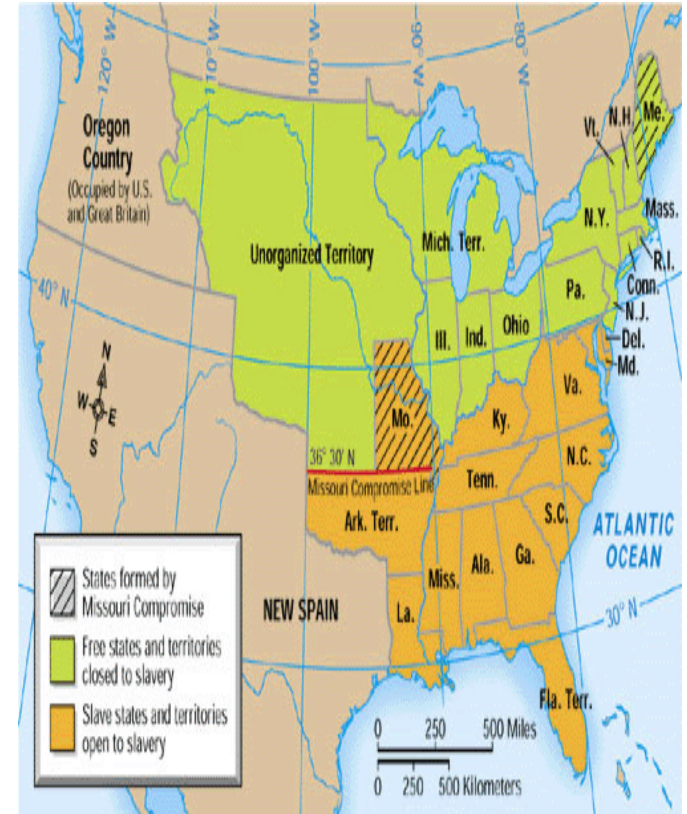 120° W
110° W
100° W
90° W
80° W
Oregon
Country
(Occupied by U.S.
and Great Britain)
Vt.
N.H.
Me.
Unorganized Territory
Mich. Terr.
N.Y.
Mass.
R.I.
Conn.
Pa.
N.J.
40° N
Ill.
Ind.
Ohio
Del.
Md.
N
W
E
S
Mo.
Ky.
Va.
36° 30' N
Missouri Compromise Line
Tenn.
N.C.
Ark. Terr.
S.C.
ATLANTIC
OCEAN
Miss.
Ala.
Ga.
NEW SPAIN
La.
30° N
Fla. Terr.
States formed by
Missouri Compromise
Free states and territories
closed to slavery
Slave states and territories
open to slavery
0 250 500 Miles
0 250 500 Kilometers